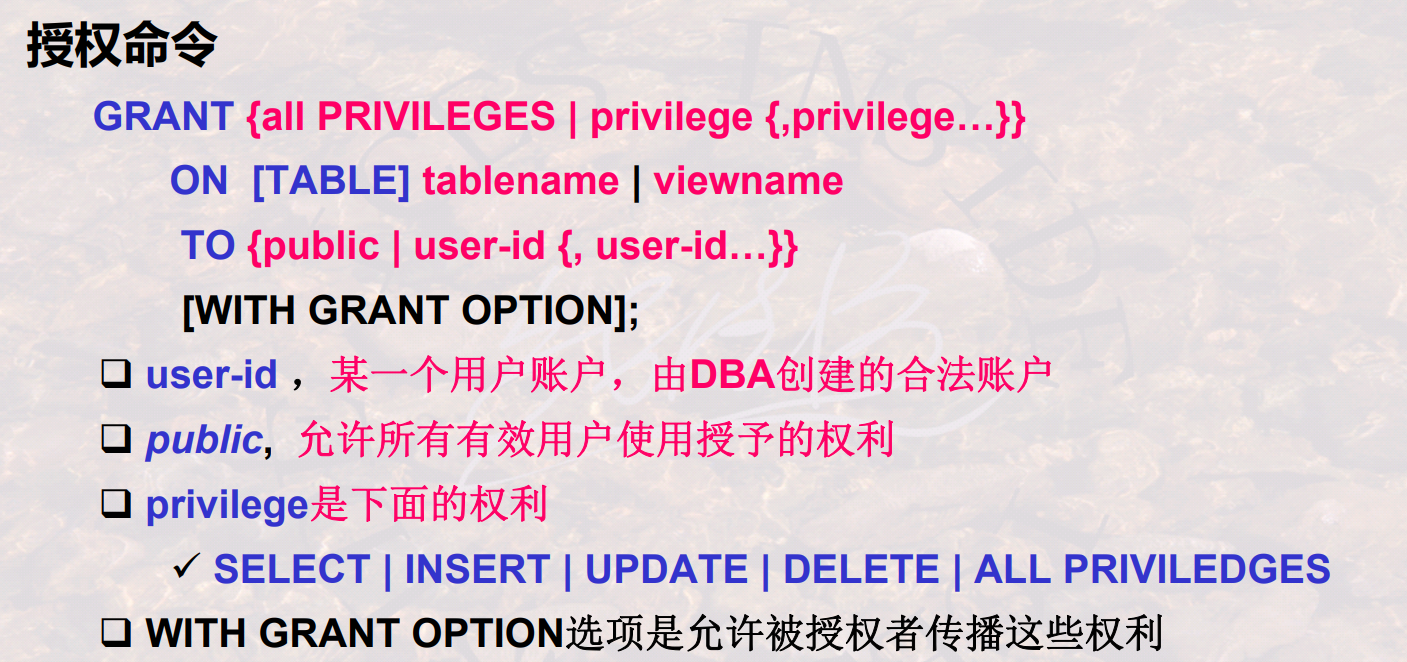 授权命令
GRANT {all PRIVILEGES | privilege {,privilege…}}
ON [TABLE] tablename | viewname
TO {public | user-id {, user-id…}}
[WITH GRANT OPTION];
❑ user-id ，某一个用户账户，由DBA创建的合法账户
❑ public, 允许所有有效用户使用授予的权利
❑ privilege是下面的权利
✓ SELECT | INSERT | UPDATE | DELETE | ALL PRIVILEDGES
❑ WITH GRANT OPTION选项是允许被授权者传播这些权利